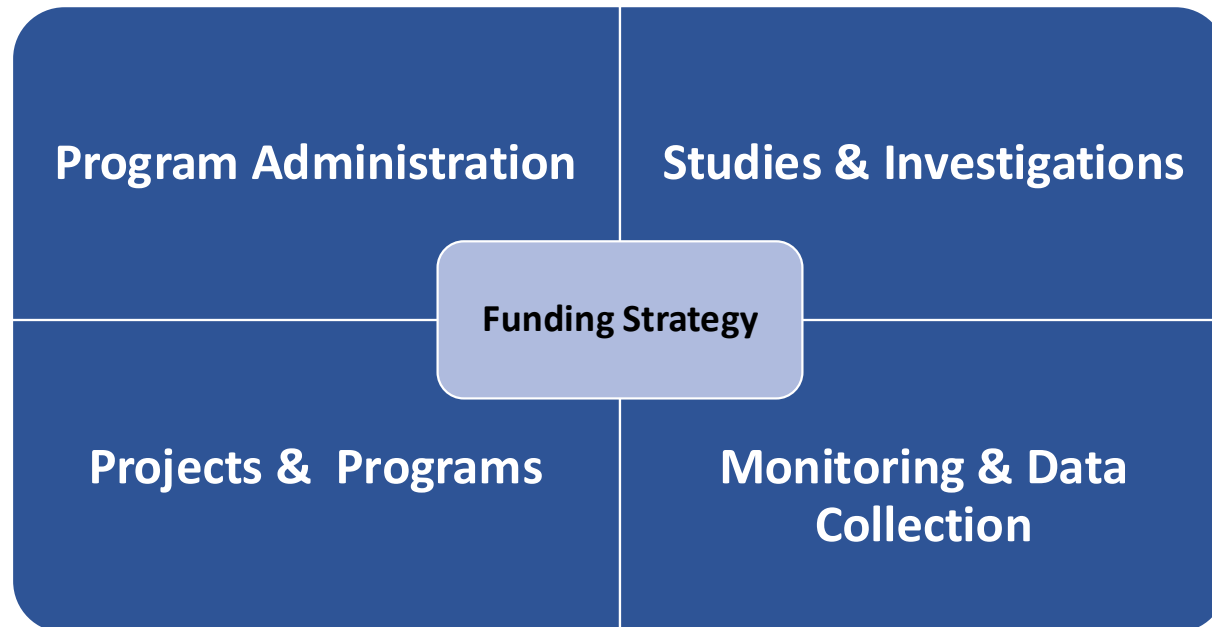 Program Administration
Studies & Investigations
Funding Strategy
Projects &  Programs
Monitoring & Data
Collection